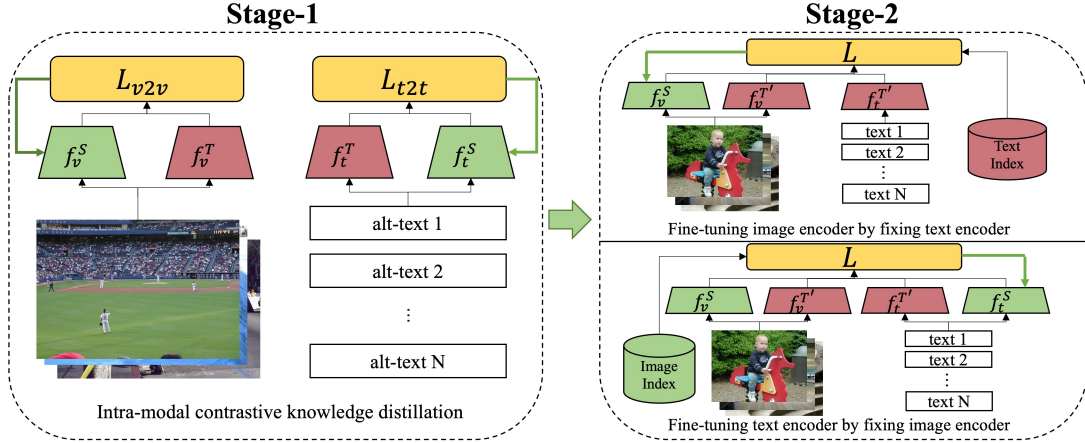 Stage-1
L_{v2v}
L_{t2t}
f_v^S
f_v^T
f_t^T
f_t^S
alt-text 1
alt-text 2
⋮
alt-text N
Intra-modal contrastive knowledge distillation
Stage-2
L
f_v^S
f_v^{T'}
f_t^{T'}
text 1
text 2
⋮
text N
Text
Index
Fine-tuning image encoder by fixing text encoder
L
f_v^S
f_v^{T'}
f_t^{T'}
f_t^S
Image
Index
text 1
text 2
⋮
text N
Fine-tuning text encoder by fixing image encoder